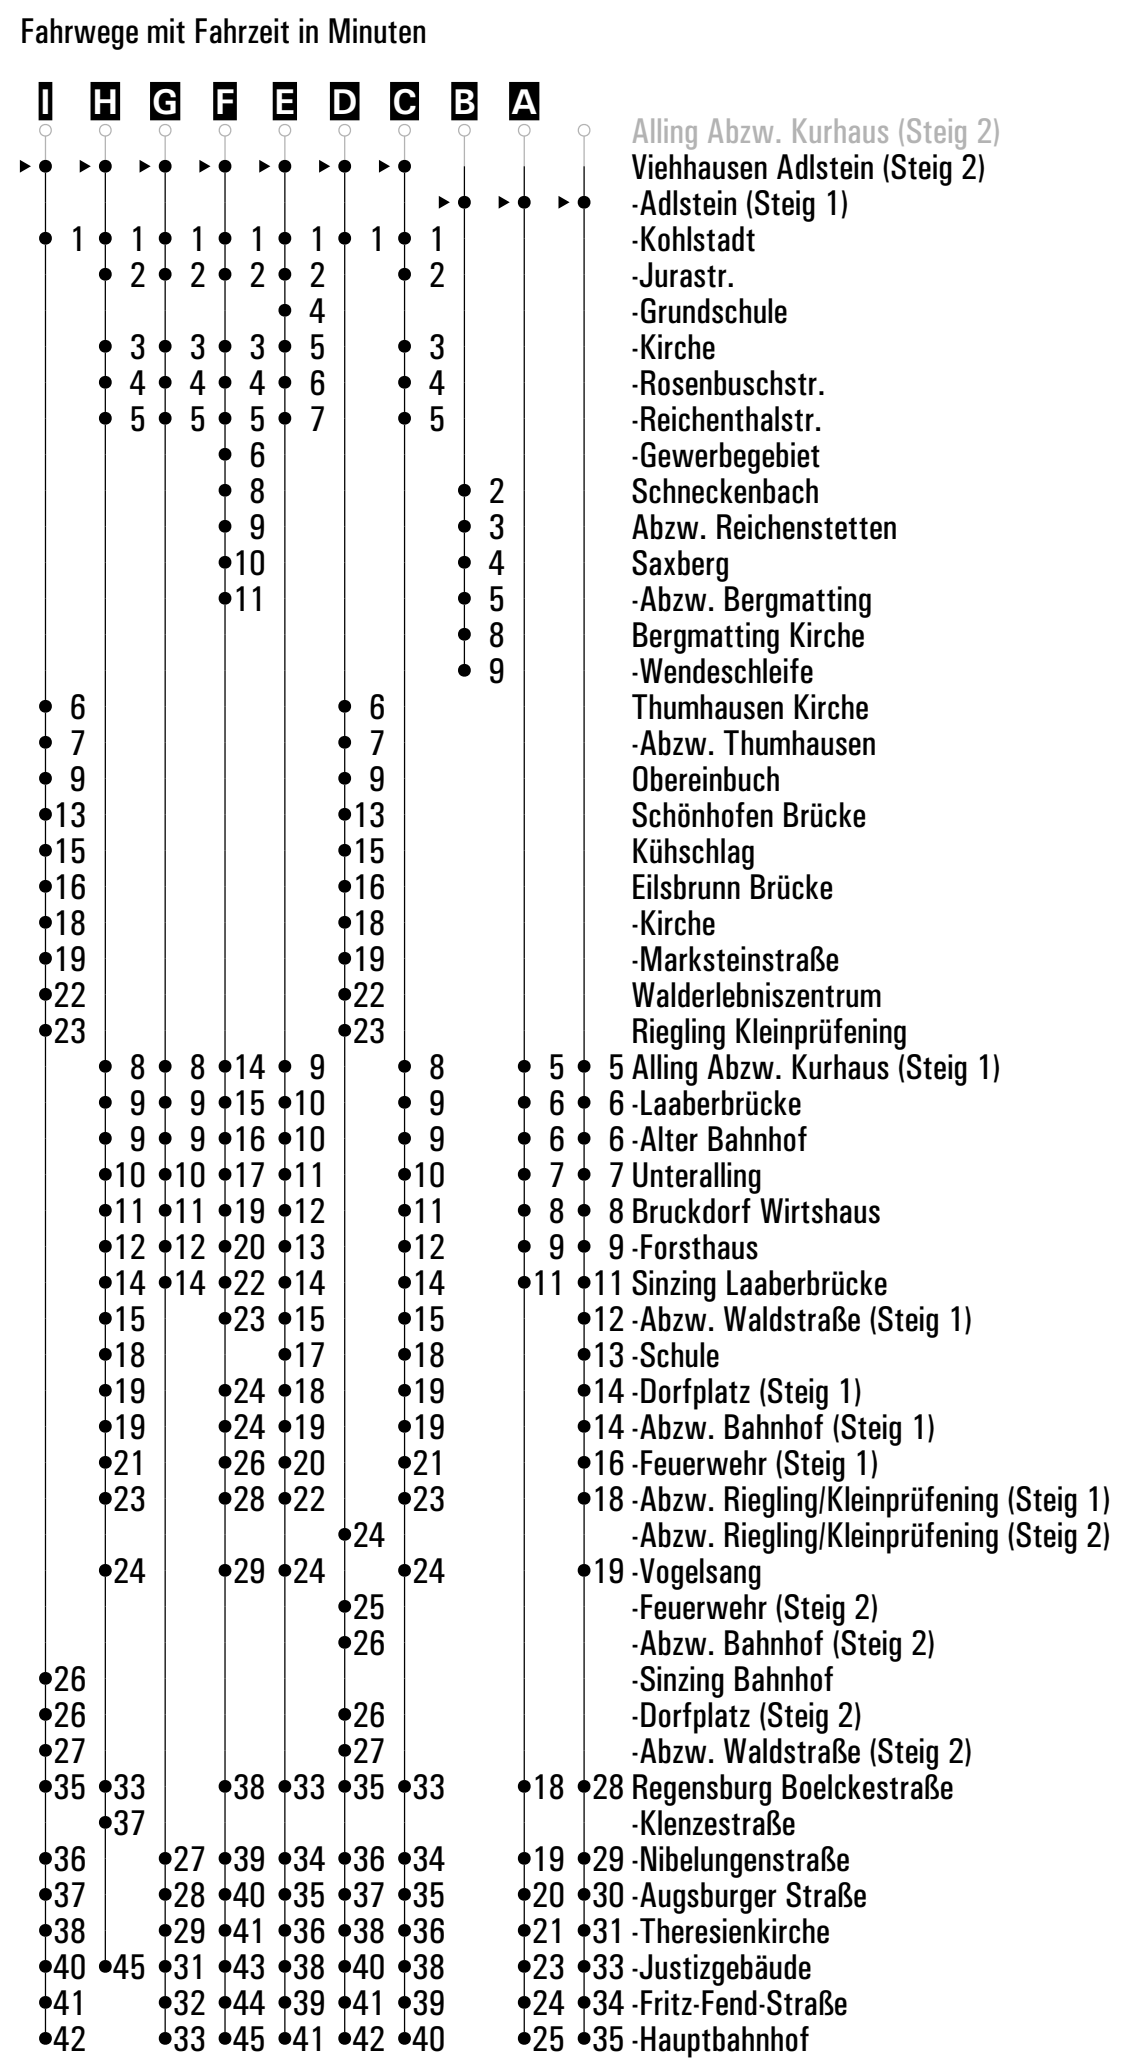 Fahrwege mit Fahrzeit in Minuten
I H G F E D C B A
Alling Abzw. Kurhaus (Steig 2)
Viehhausen Adlstein (Steig 2)
-Adlstein (Steig 1)
1 1 1 1 1 1 1 -Kohlstadt
2 2 2 2 2 -Jurastr.
4 -Grundschule
3 3 3 5 3 -Kirche
4 4 4 6 4 -Rosenbuschstr.
5 5 5 7 5 -Reichenthalstr.
6 -Gewerbegebiet
8 2 Schneckenbach
9 3 Abzw. Reichenstetten
10 4 Saxberg
11 5 -Abzw. Bergmatting
8 Bergmatting Kirche
9 -Wendeschleife
6 6 Thumhausen Kirche
7 7 -Abzw. Thumhausen
9 9 Obereinbuch
13 13 Schönhofen Brücke
15 15 Kühschlag
16 16 Eilsbrunn Brücke
18 18 -Kirche
19 19 -Marksteinstraße
22 22 Walderlebniszentrum
23 23 Riegling Kleinprüfening
8 8 14 9 8 5 5 Alling Abzw. Kurhaus (Steig 1)
9 9 15 10 9 6 6 -Laaberbrücke
9 9 16 10 9 6 6 -Alter Bahnhof
10 10 17 11 10 7 7 Unteralling
11 11 19 12 11 8 8 Bruckdorf Wirtshaus
12 12 20 13 12 9 9 -Forsthaus
14 14 22 14 14 11 11 Sinzing Laaberbrücke
15 23 15 15 12 -Abzw. Waldstraße (Steig 1)
18 17 18 13 -Schule
19 24 18 19 14 -Dorfplatz (Steig 1)
19 24 19 19 14 -Abzw. Bahnhof (Steig 1)
21 26 20 21 16 -Feuerwehr (Steig 1)
23 28 22 23 18 -Abzw. Riegling/Kleinprüfening (Steig 1)
24 -Abzw. Riegling/Kleinprüfening (Steig 2)
24 29 24 24 19 -Vogelsang
25 -Feuerwehr (Steig 2)
26 -Abzw. Bahnhof (Steig 2)
26 -Sinzing Bahnhof
26 26 -Dorfplatz (Steig 2)
27 27 -Abzw. Waldstraße (Steig 2)
35 33 38 33 35 33 18 28 Regensburg Boelckestraße
37 -Klenzestraße
36 27 39 34 36 34 19 29 -Nibelungenstraße
37 28 40 35 37 35 20 30 -Augsburger Straße
38 29 41 36 38 36 21 31 -Theresienkirche
40 45 31 43 38 40 38 23 33 -Justizgebäude
41 32 44 39 41 39 24 34 -Fritz-Fend-Straße
42 33 45 41 42 40 25 35 -Hauptbahnhof